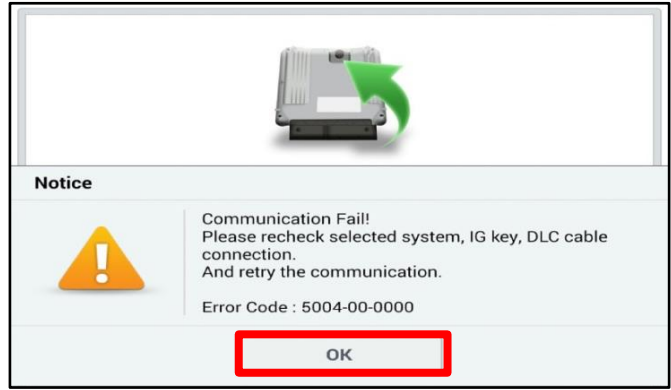 Notice
Communication Fail!
Please recheck selected system, IG key, DLC cable
connection.
And retry the communication.
Error Code : 5004-00-0000
OK